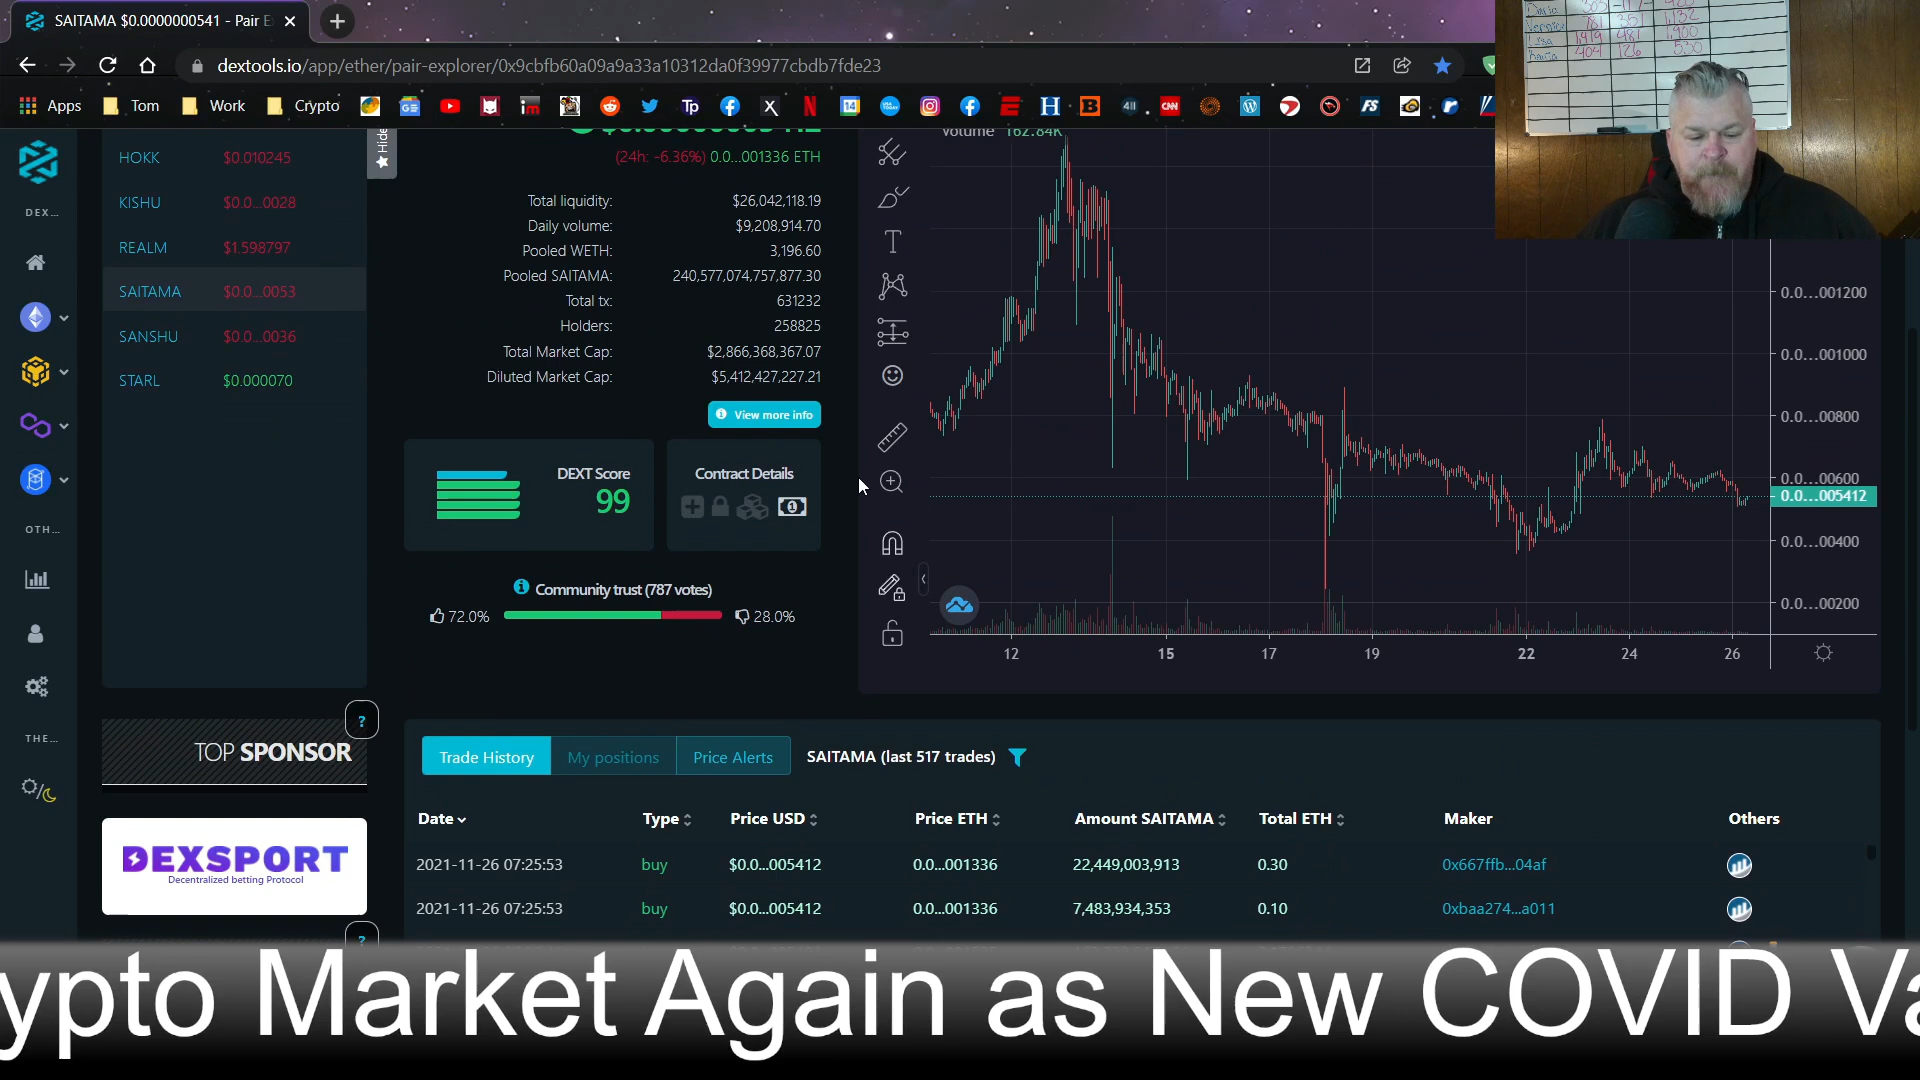 SAITAMA $0.0000000541 - Pair E
dextools.io/app/ether/pair-explorer/0x9cbfb60a09a9a33a10312da0f39977cbdb7fde23
Apps Tom Work Crypto
DEX...
OTH...
THE...
Hide
HOKK $0.010245
KISHU $0.0...0028
REALM $1.598797
SAITAMA $0.0...0053
SANSHU $0.0...0036
STARL $0.000070
(24h: -6.36%) 0.0...001336 ETH
Total liquidity: $26,042,118.19
Daily volume: $9,208,914.70
Pooled WETH: 3,196.60
Pooled SAITAMA: 240,577,074,757,877.30
Total tx: 631232
Holders: 258825
Total Market Cap: $2,866,368,367.07
Diluted Market Cap: $5,412,427,227.21
View more info
DEXT Score
99
Contract Details
Community trust (787 votes)
72.0% 28.0%
Volume 162.84K
0.0...001200
0.0...001000
0.0...00800
0.0...00600
0.0...005412
0.0...00400
0.0...00200
12 15 17 19 22 24 26
TOP SPONSOR
?
DEXSPORT
Decentralized betting Protocol
?
Trade History My positions Price Alerts SAITAMA (last 517 trades)
Date Type Price USD Price ETH Amount SAITAMA Total ETH Maker Others
2021-11-26 07:25:53 buy $0.0...005412 0.0...001336 22,449,003,913 0.30 0x667ffb...04af
2021-11-26 07:25:53 buy $0.0...005412 0.0...001336 7,483,934,353 0.10 0xbaa274...a011
ypto Market Again as New COVID Va